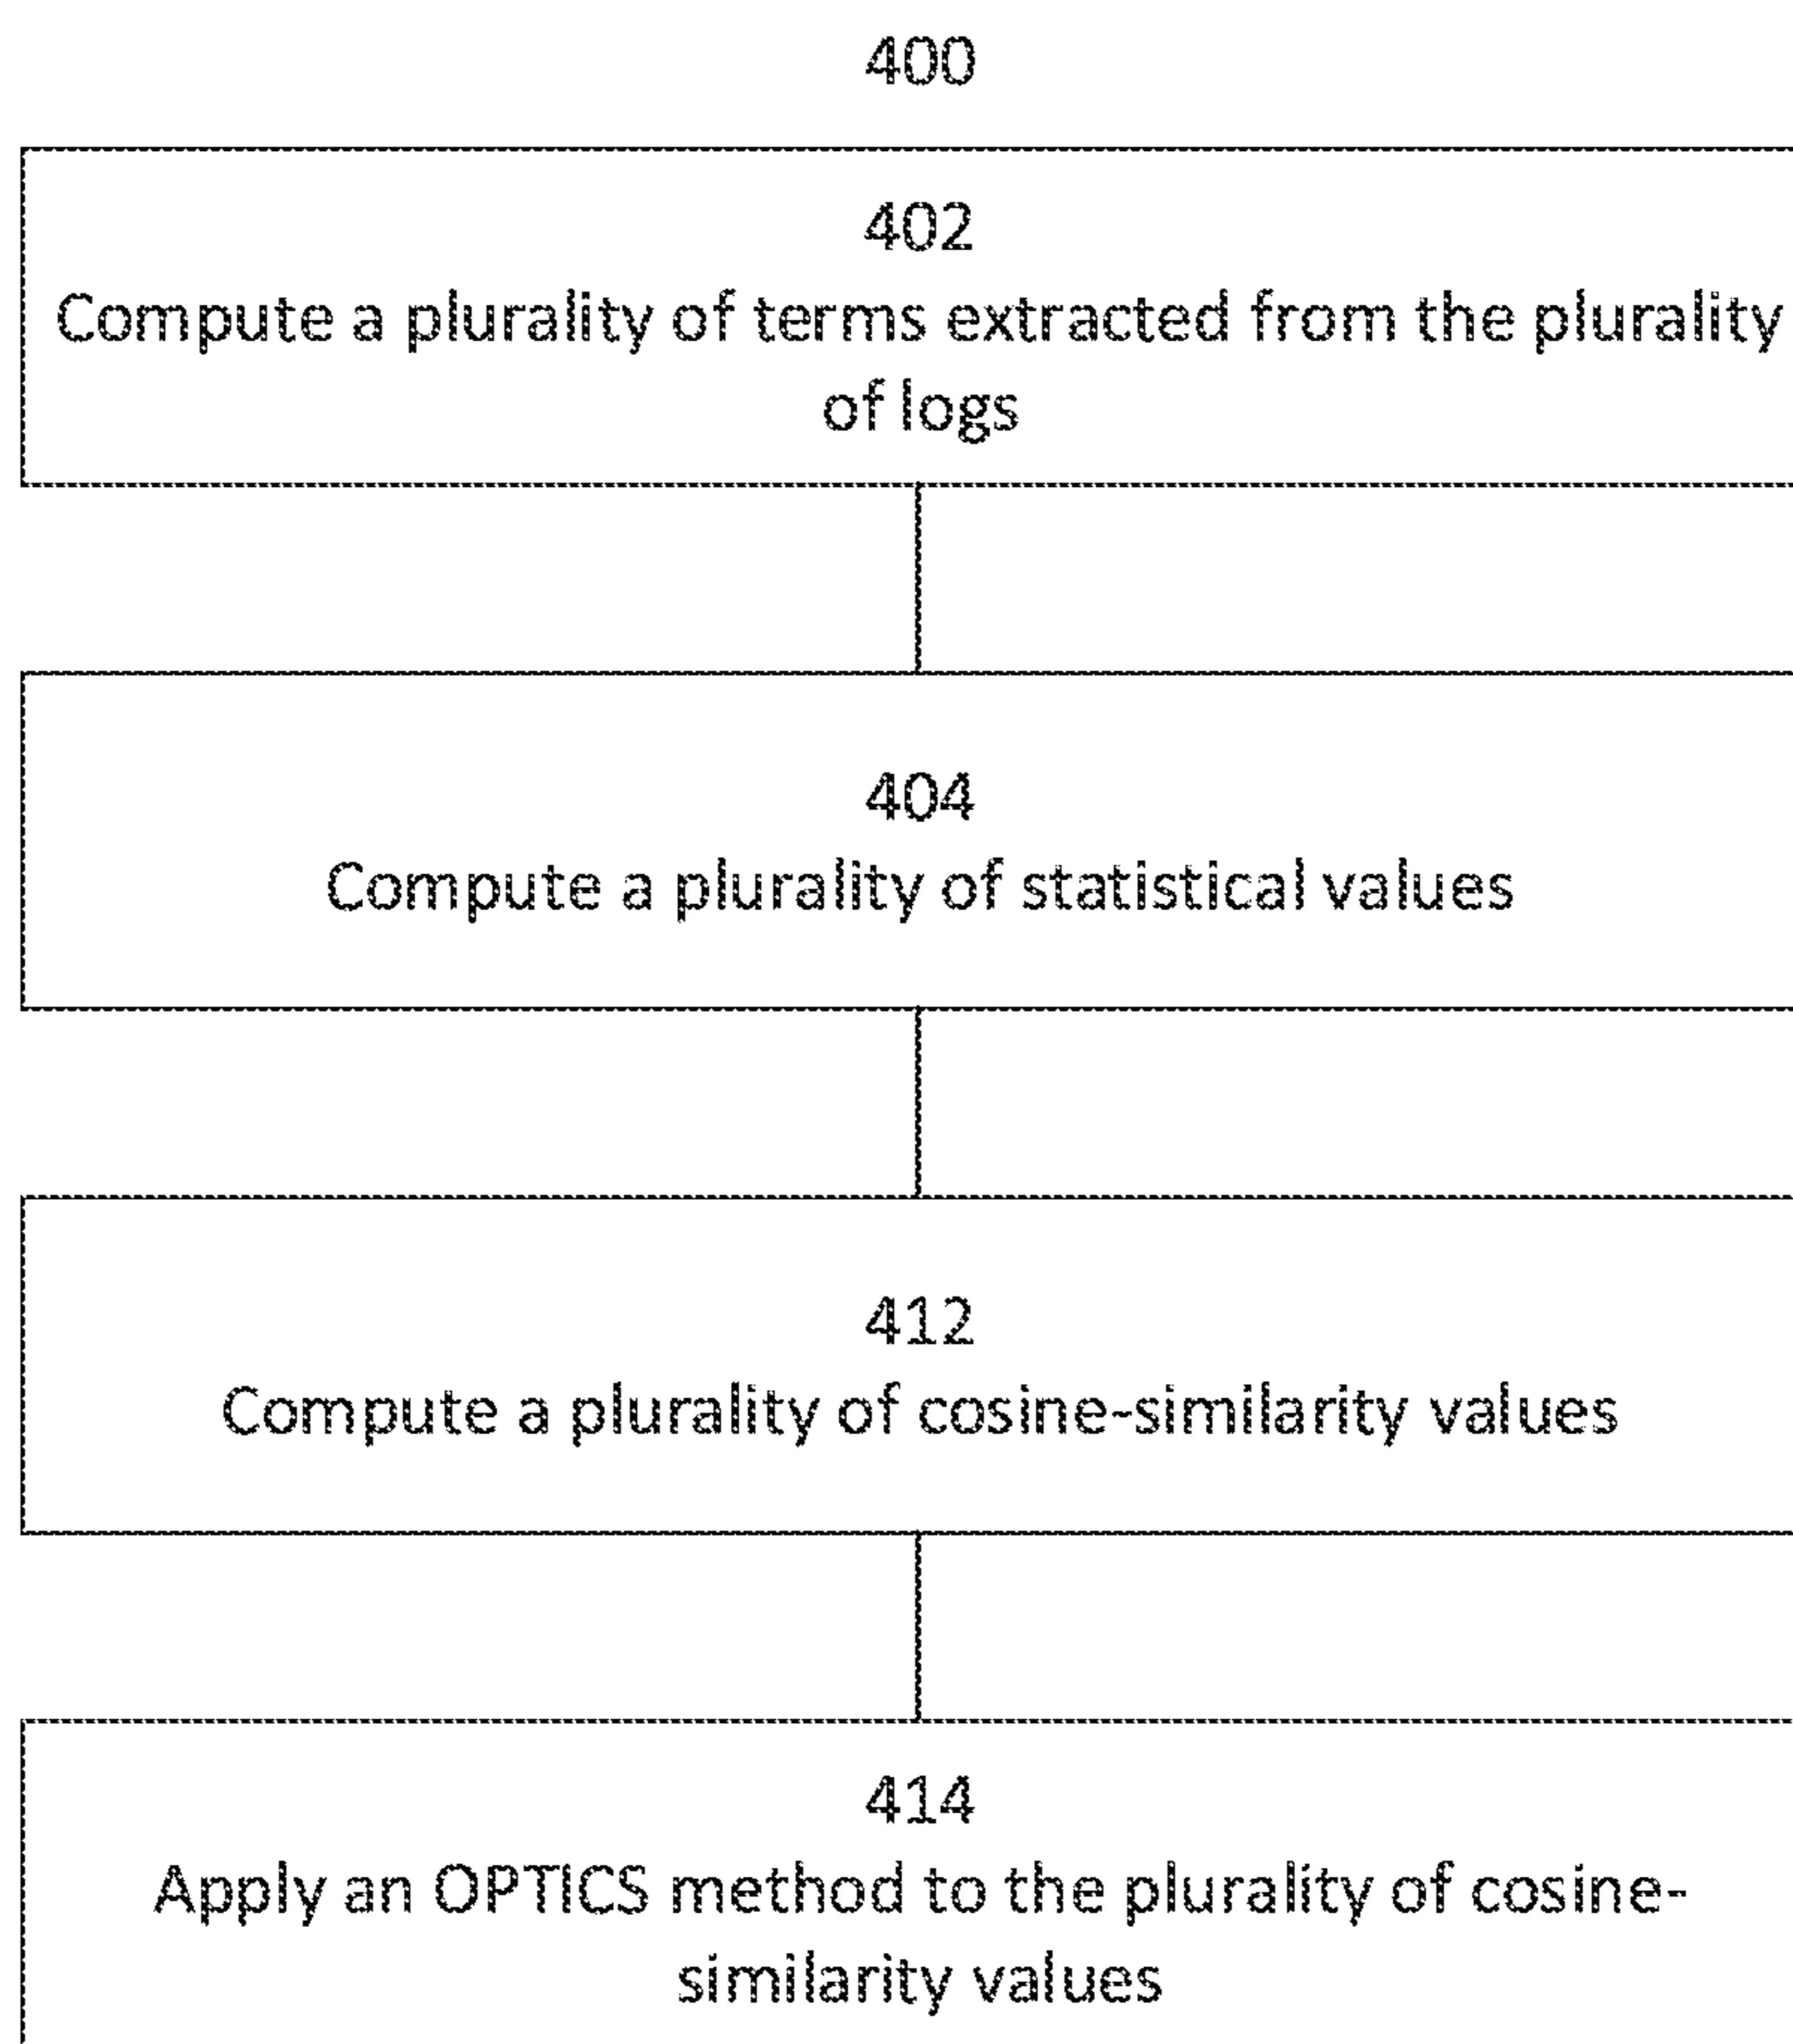 400
402
Compute a plurality of terms extracted from the plurality
of logs
404
Compute a plurality of statistical values
412
Compute a plurality of cosine-similarity values
414
Apply an OPTICS method to the plurality of cosine-
similarity values